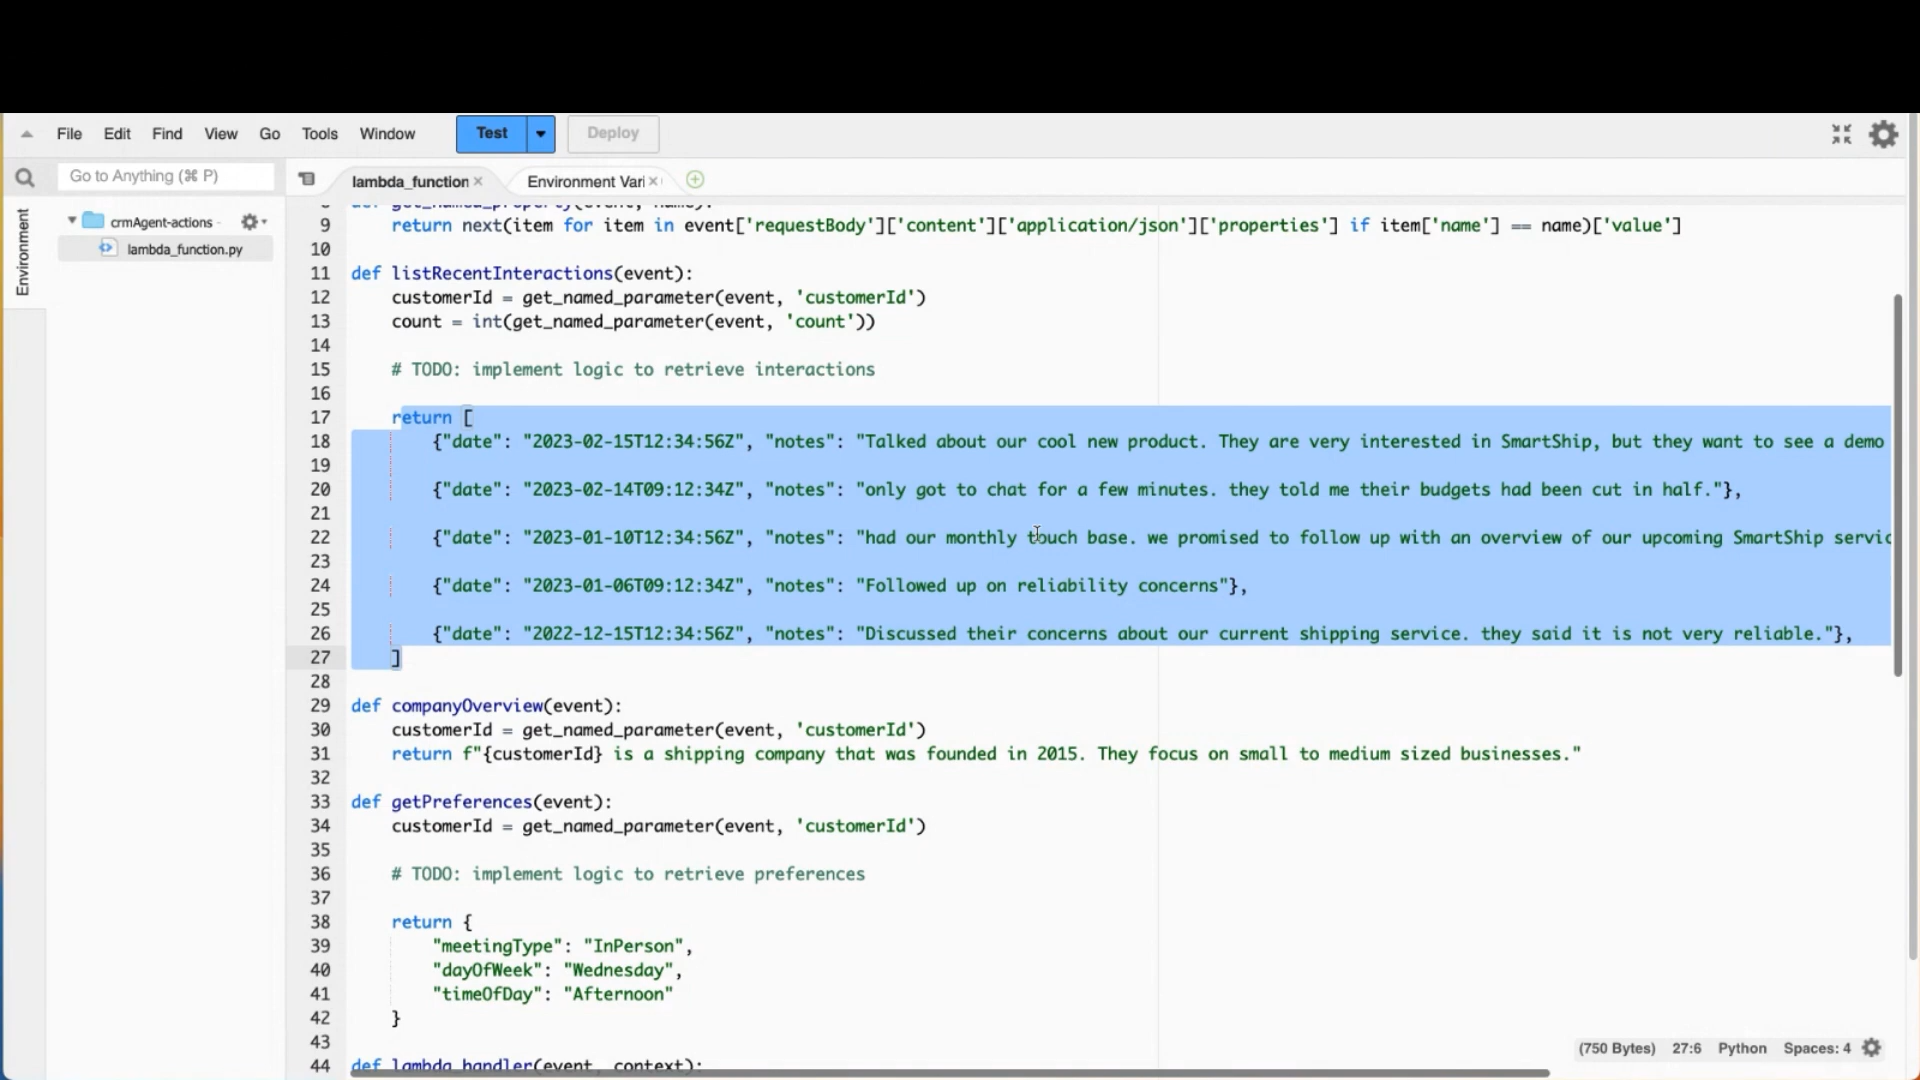 File Edit Find View Go Tools Window Test Deploy
Go to Anything (⌘ P)
lambda_function × Environment Vari ×
Environment
crmAgent-actions
lambda_function.py
8 def get_named_property(event, name):
9 return next(item for item in event['requestBody']['content']['application/json']['properties'] if item['name'] == name)['value']
10
11 def listRecentInteractions(event):
12 customerId = get_named_parameter(event, 'customerId')
13 count = int(get_named_parameter(event, 'count'))
14
15 # TODO: implement logic to retrieve interactions
16
17 return [
18 {"date": "2023-02-15T12:34:56Z", "notes": "Talked about our cool new product. They are very interested in SmartShip, but they want to see a demo
19
20 {"date": "2023-02-14T09:12:34Z", "notes": "only got to chat for a few minutes. they told me their budgets had been cut in half."},
21
22 {"date": "2023-01-10T12:34:56Z", "notes": "had our monthly touch base. we promised to follow up with an overview of our upcoming SmartShip servic
23
24 {"date": "2023-01-06T09:12:34Z", "notes": "Followed up on reliability concerns"},
25
26 {"date": "2022-12-15T12:34:56Z", "notes": "Discussed their concerns about our current shipping service. they said it is not very reliable."},
27 ]
28
29 def companyOverview(event):
30 customerId = get_named_parameter(event, 'customerId')
31 return f"{customerId} is a shipping company that was founded in 2015. They focus on small to medium sized businesses."
32
33 def getPreferences(event):
34 customerId = get_named_parameter(event, 'customerId')
35
36 # TODO: implement logic to retrieve preferences
37
38 return {
39 "meetingType": "InPerson",
40 "dayOfWeek": "Wednesday",
41 "timeOfDay": "Afternoon"
42 }
43
44 def lambda_handler(event, context):
(750 Bytes) 27:6 Python Spaces: 4